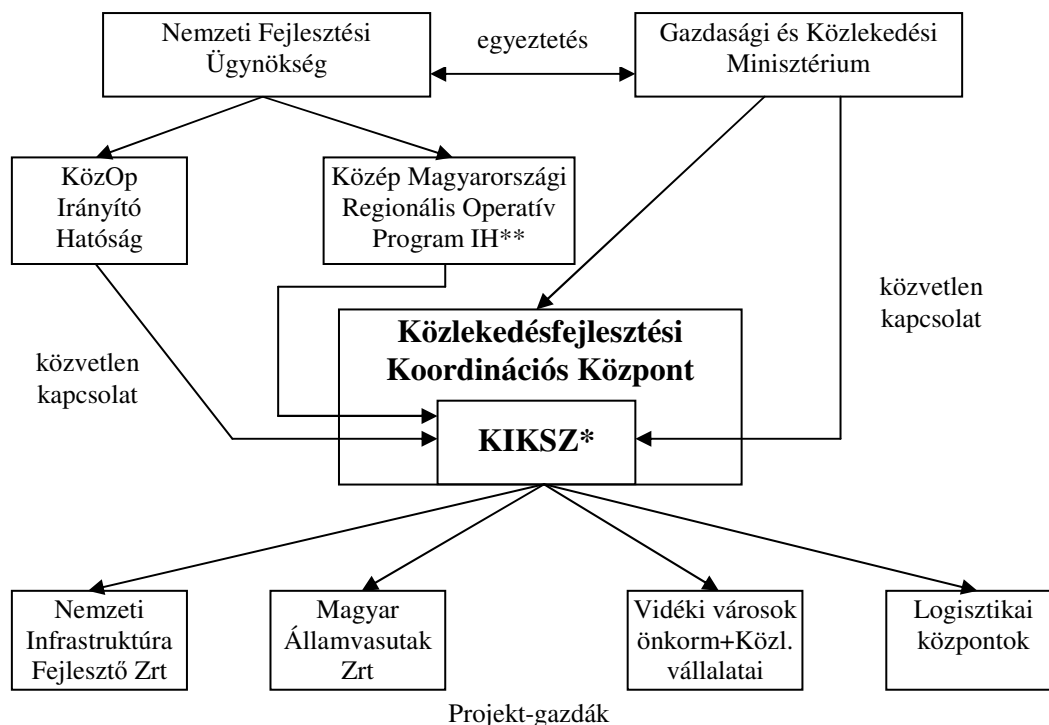 Nemzeti Fejlesztési
Ügynökség
egyeztetés
Gazdasági és Közlekedési
Minisztérium
KözOp
Irányító
Hatóság
Közép Magyarországi
Regionális Operatív
Program IH**
közvetlen
kapcsolat
közvetlen
kapcsolat
Közlekedésfejlesztési
Koordinációs Központ
KIKSZ*
Nemzeti
Infrastruktúra
Fejlesztő Zrt
Magyar
Államvasutak
Zrt
Vidéki városok
önkorm+Közl.
vállalatai
Logisztikai
központok
Projekt-gazdák